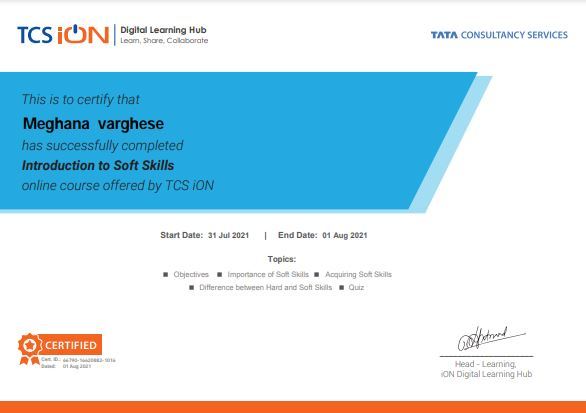 TCS iON Digital Learning Hub
Learn, Share, Collaborate
TATA CONSULTANCY SERVICES
This is to certify that
Meghana varghese
has successfully completed
Introduction to Soft Skills
online course offered by TCS iON
Start Date: 31 Jul 2021 | End Date: 01 Aug 2021
Topics:
■ Objectives ■ Importance of Soft Skills ■ Acquiring Soft Skills
■ Difference between Hard and Soft Skills ■ Quiz
CERTIFIED
Cert. ID.: 66790-16620882-1016
Dated: 01 Aug 2021
Head - Learning,
iON Digital Learning Hub